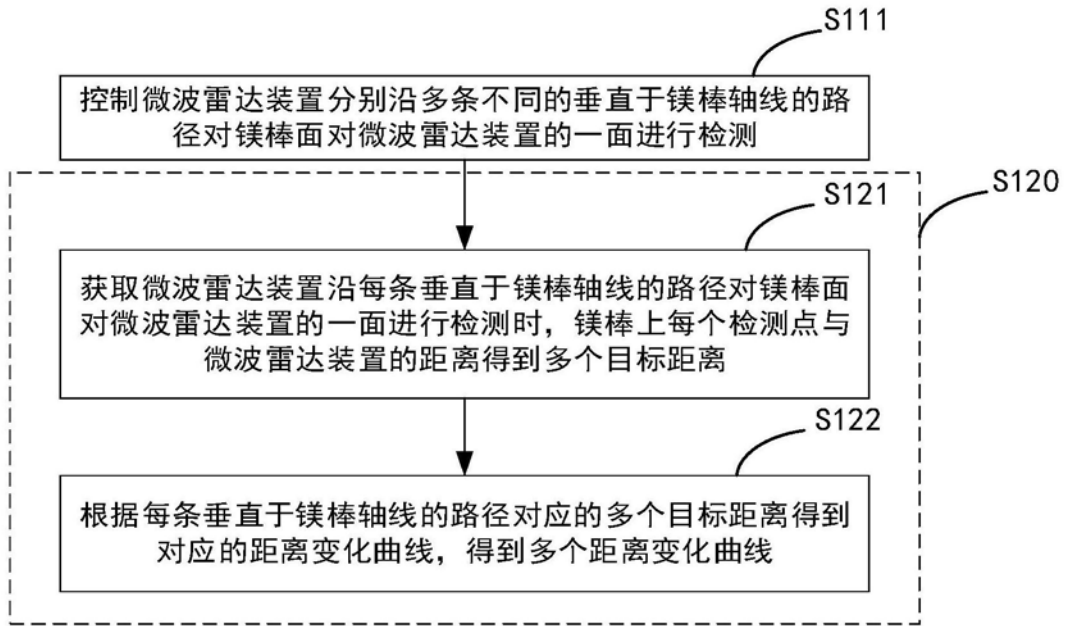 S111
控制微波雷达装置分别沿多条不同的垂直于镁棒轴线的路
径对镁棒面对微波雷达装置的一面进行检测
S120
S121
获取微波雷达装置沿每条垂直于镁棒轴线的路径对镁棒面
对微波雷达装置的一面进行检测时，镁棒上每个检测点与
微波雷达装置的距离得到多个目标距离
S122
根据每条垂直于镁棒轴线的路径对应的多个目标距离得到
对应的距离变化曲线，得到多个距离变化曲线